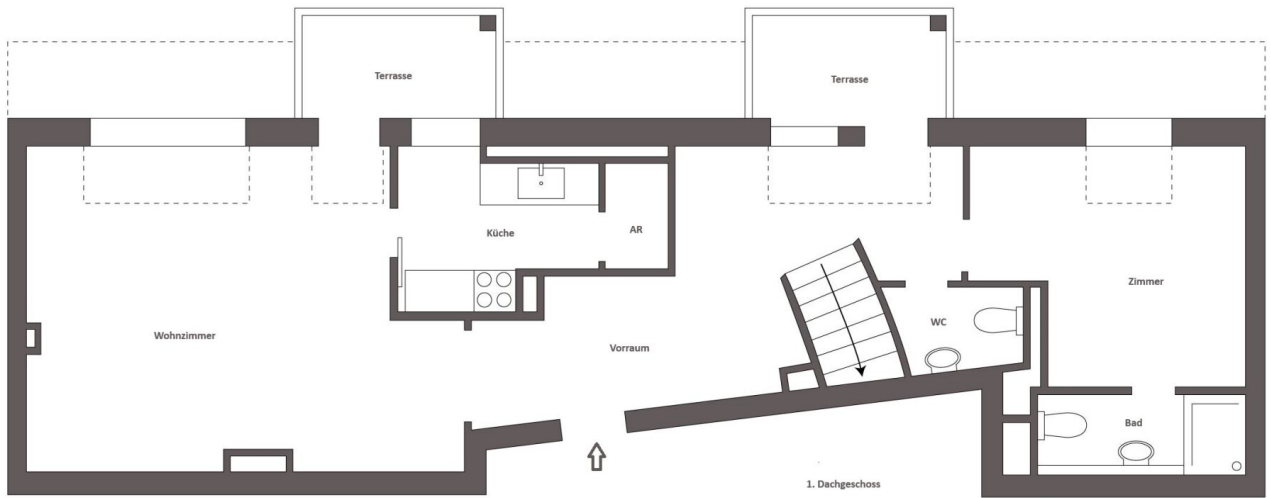 Terrasse
Terrasse
Küche
AR
Zimmer
WC
Wohnzimmer
Vorraum
Bad
1. Dachgeschoss